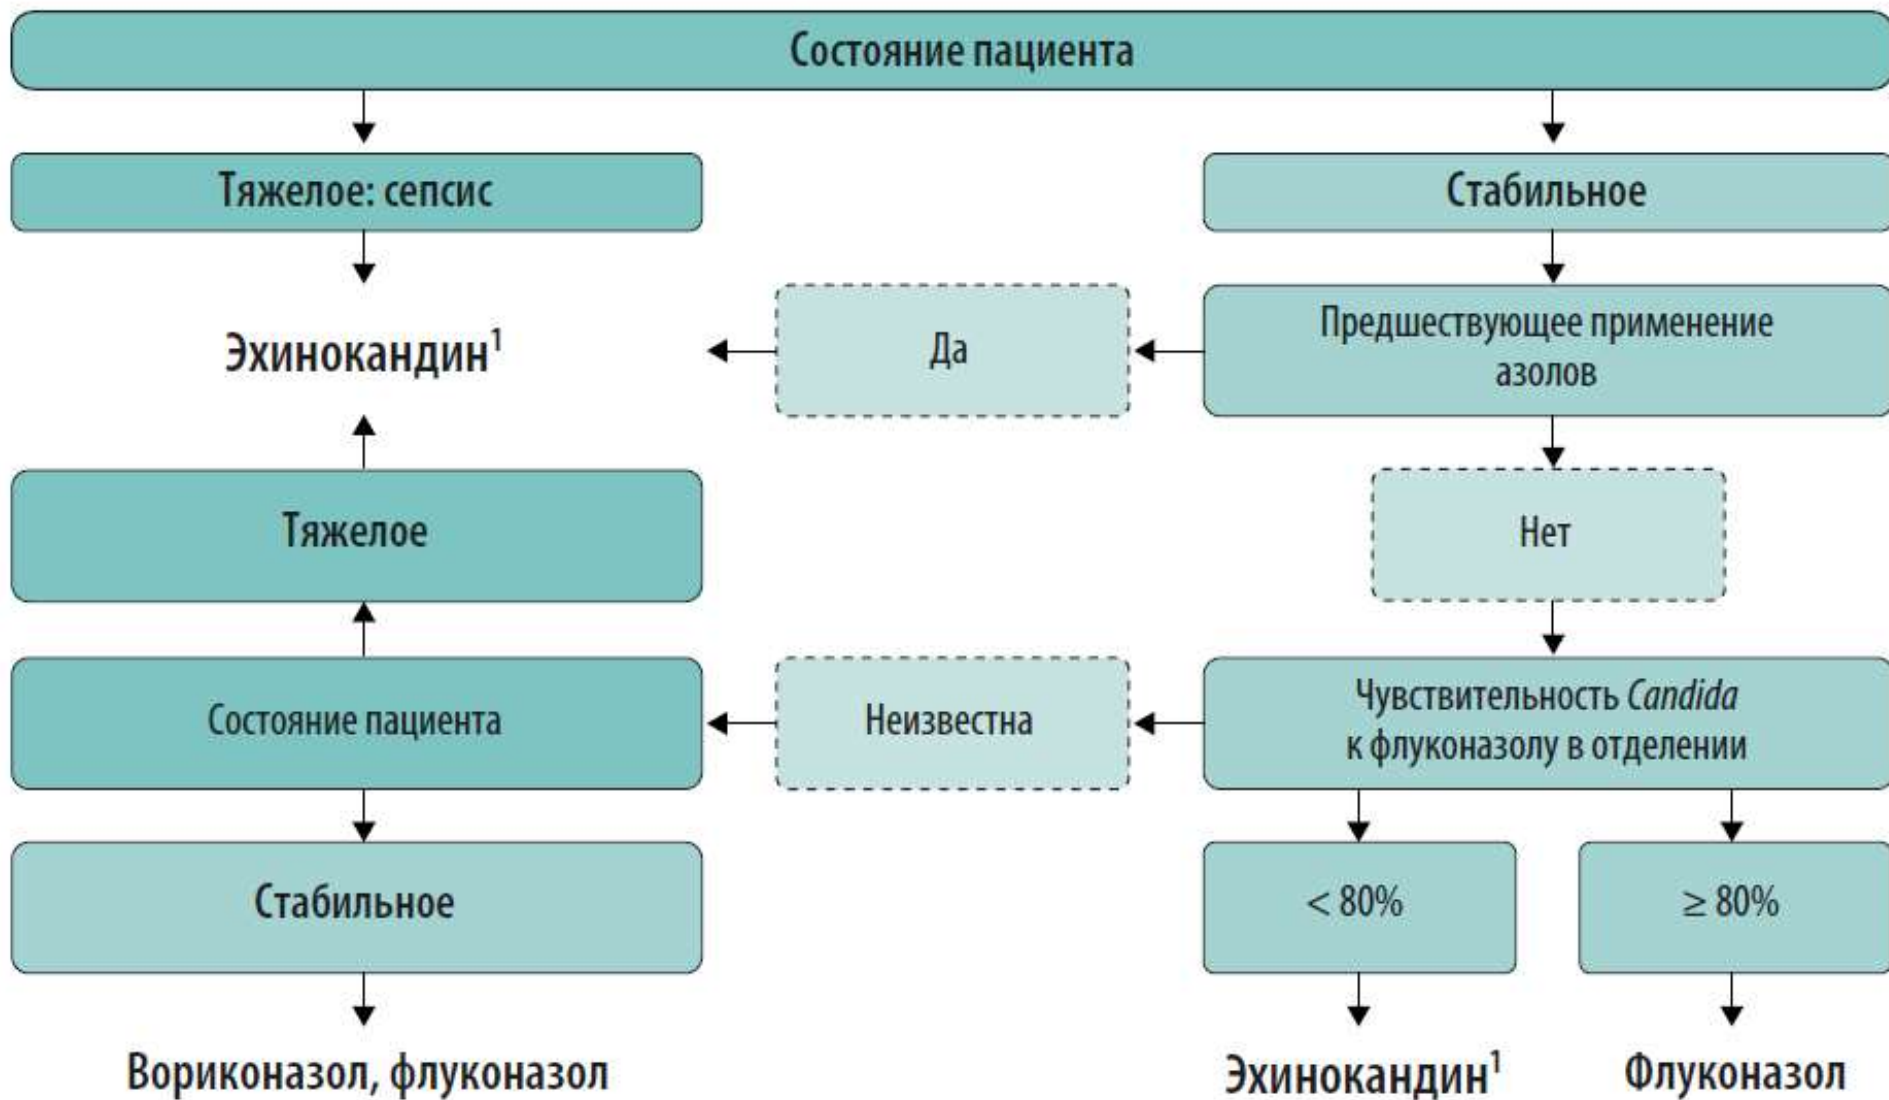 Состояние пациента
Тяжелое: сепсис
Стабильное
Эхинокандин¹
Да
Предшествующее применение
азолов
Тяжелое
Нет
Состояние пациента
Неизвестна
Чувствительность Candida
к флуконазолу в отделении
Стабильное
< 80%
≥ 80%
Вориконазол, флуконазол
Эхинокандин¹
Флуконазол